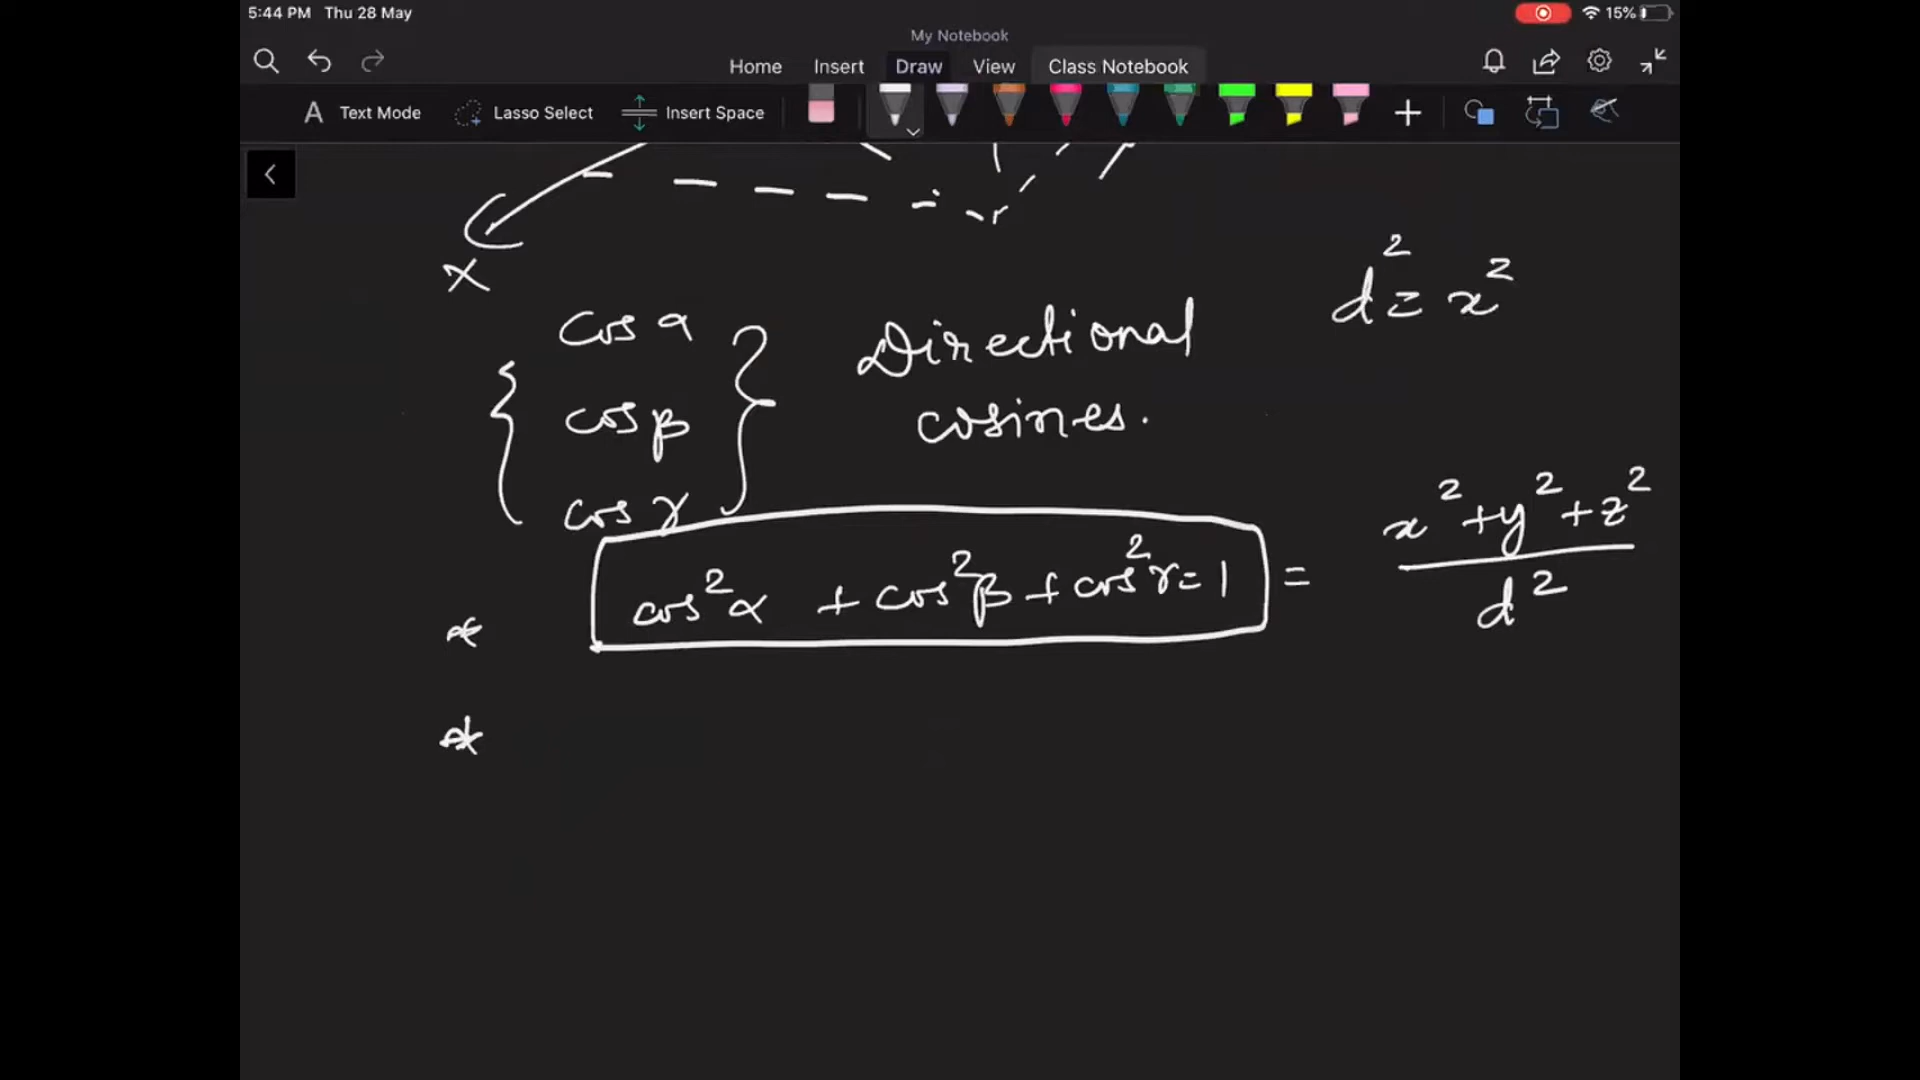 5:44 PM Thu 28 May
15%
My Notebook
Home Insert Draw View Class Notebook
A Text Mode Lasso Select Insert Space
x
d² = x²
cos α
Directional
cos β
cosines.
cos γ
x² + y² + z²
* cos²α + cos²β + cos²γ = 1 =
d²
*